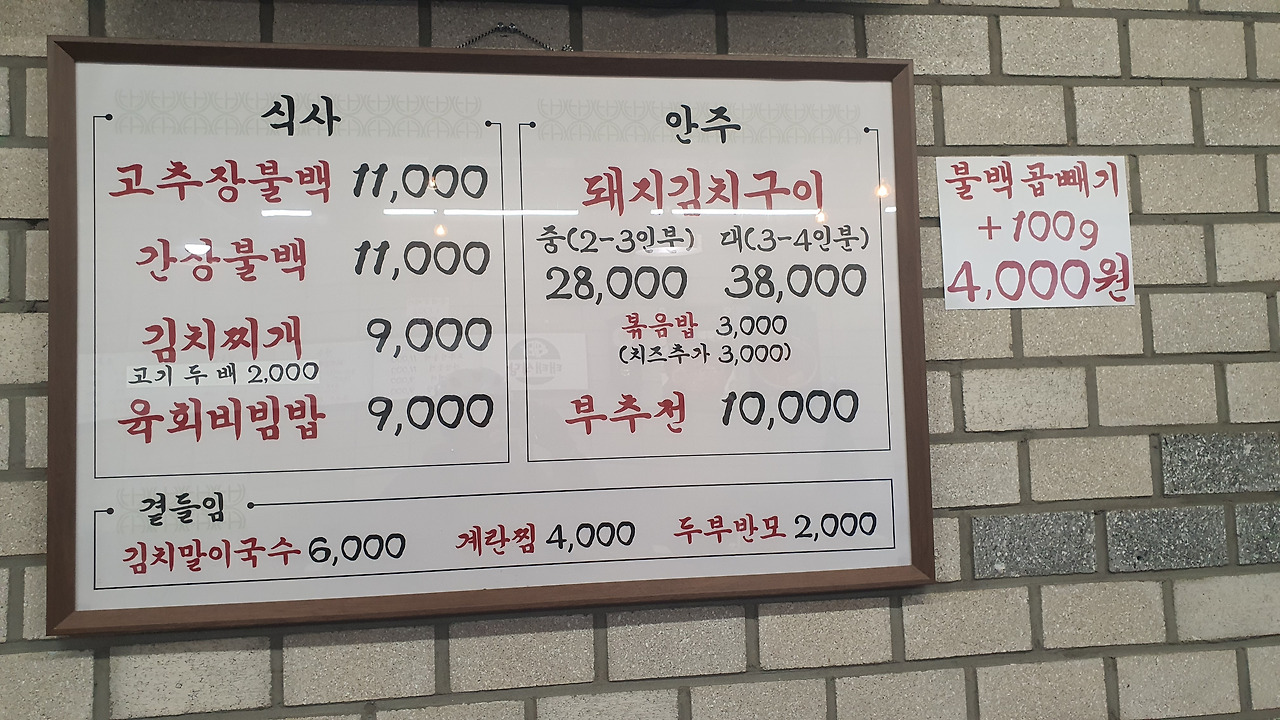 식사
고추장불백 11,000
간장불백 11,000
김치찌개 9,000
고기 두 배 2,000
육회비빔밥 9,000
안주
돼지김치구이
중(2-3인분) 대(3-4인분)
28,000 38,000
볶음밥 3,000
(치즈추가 3,000)
부추전 10,000
곁들임
김치말이국수 6,000 계란찜 4,000 두부반모 2,000
불백 곱빼기
+100g
4,000원